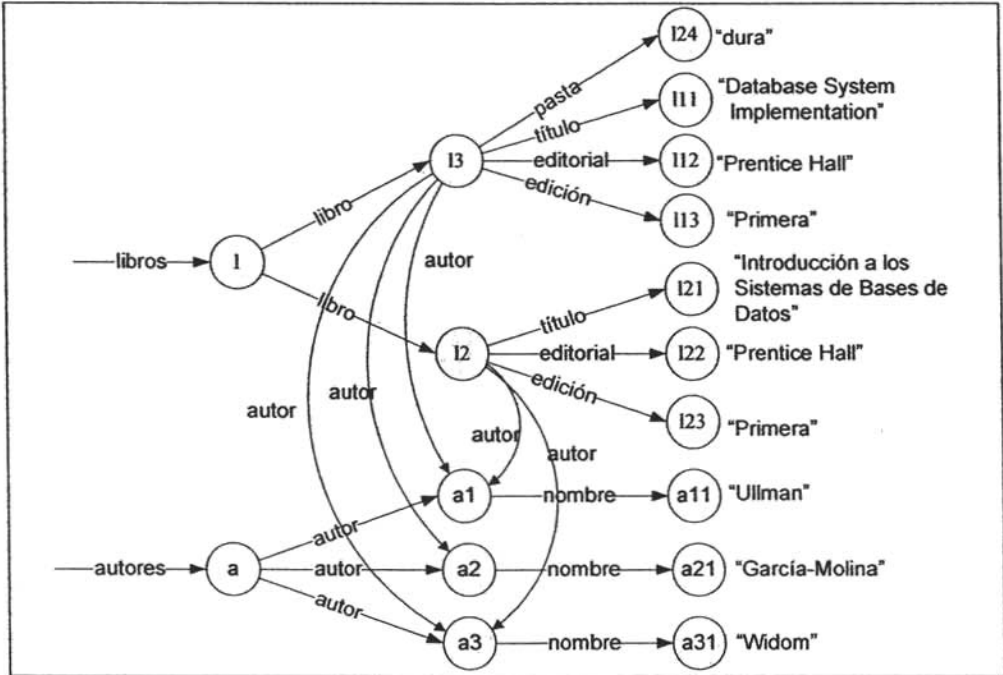 l24 "dura"
pasta
l11 "Database System
Implementation"
título
l3
editorial
l12 "Prentice Hall"
edición
l13 "Primera"
libro
libros
l
autor
libro
l21 "Introducción a los
Sistemas de Bases de
Datos"
título
l2
editorial
l22 "Prentice Hall"
edición
l23 "Primera"
autor
autor
autor
autor
a1
nombre
a11 "Ullman"
autor
autores
a
autor
a2
nombre
a21 "García-Molina"
autor
a3
nombre
a31 "Widom"